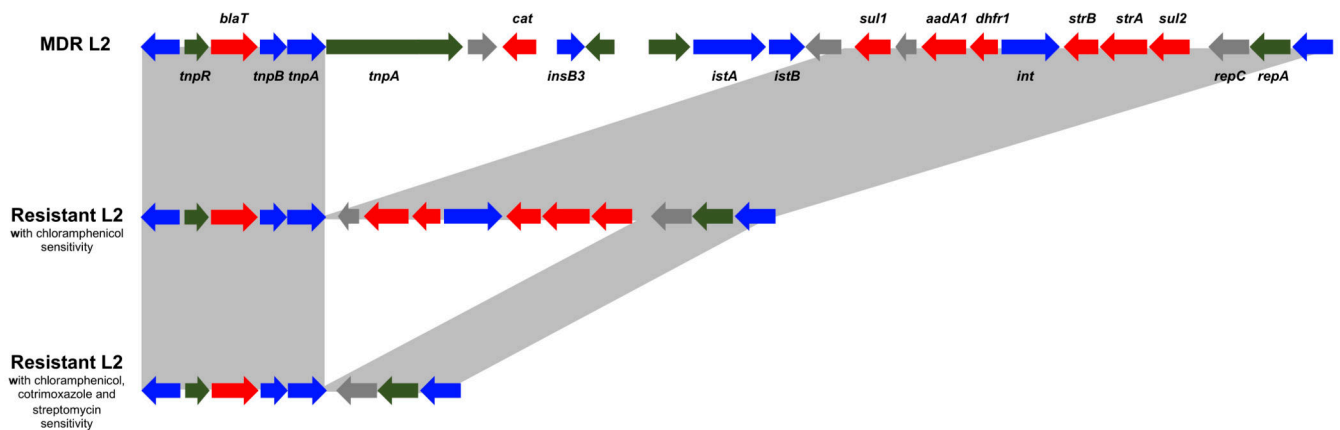 blaT cat sul1 aadA1 dhfr1 strB strA sul2
MDR L2
tnpR tnpB tnpA tnpA insB3 istA istB int repC repA
Resistant L2
with chloramphenicol
sensitivity
Resistant L2
with chloramphenicol,
cotrimoxazole and
streptomycin
sensitivity